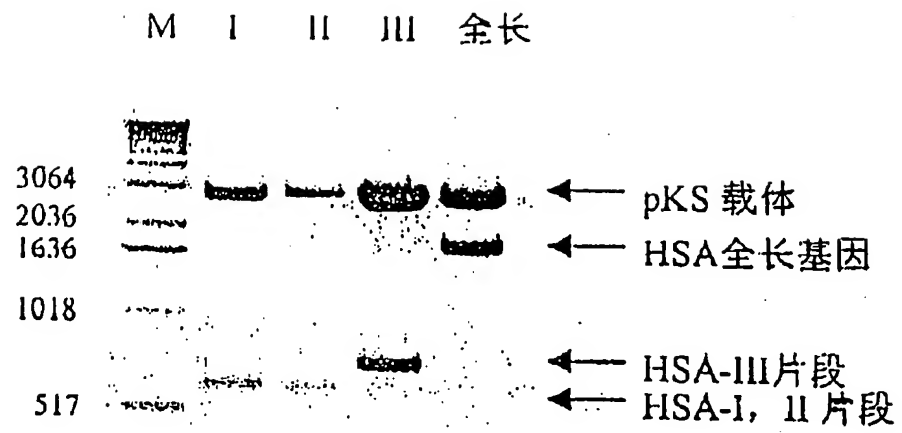 M I II III 全长
3064
2036
1636
1018
517
pKS 载体
HSA全长基因
HSA-III片段
HSA-I，II 片段